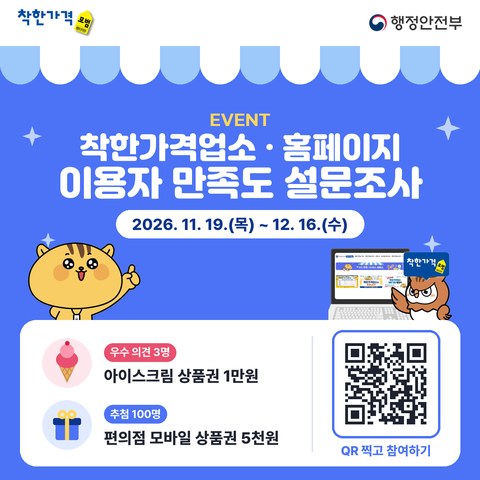 착한가격
모범
행정안전부
EVENT
착한가격업소 · 홈페이지
이용자 만족도 설문조사
2026. 11. 19.(목) ~ 12. 16.(수)
착한가격
우수 의견 3명
아이스크림 상품권 1만원
추첨 100명
편의점 모바일 상품권 5천원
QR 찍고 참여하기